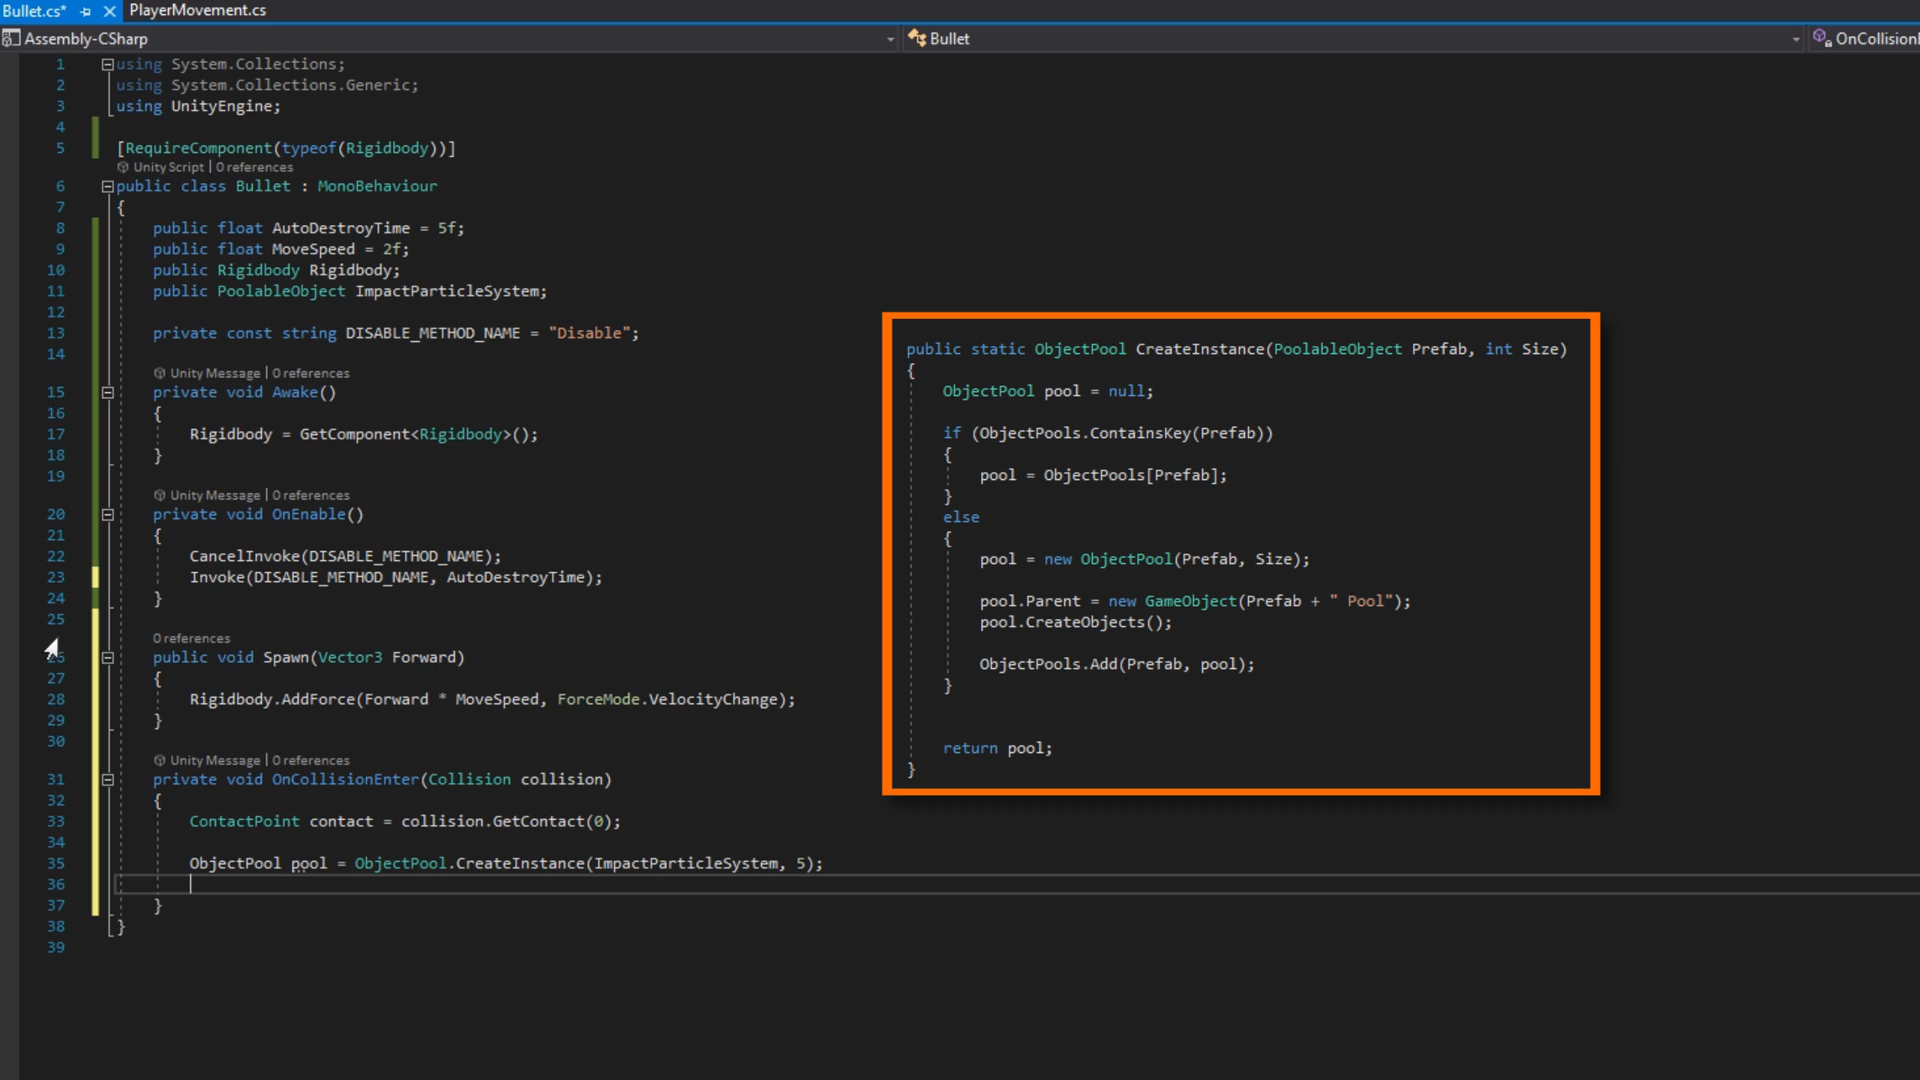 Bullet.cs*
PlayerMovement.cs
Assembly-CSharp
Bullet
OnCollision
1 using System.Collections;
2 using System.Collections.Generic;
3 using UnityEngine;
4
5 [RequireComponent(typeof(Rigidbody))]
Unity Script | 0 references
6 public class Bullet : MonoBehaviour
7 {
8 public float AutoDestroyTime = 5f;
9 public float MoveSpeed = 2f;
10 public Rigidbody Rigidbody;
11 public PoolableObject ImpactParticleSystem;
12
13 private const string DISABLE_METHOD_NAME = "Disable";
14
Unity Message | 0 references
15 private void Awake()
16 {
17 Rigidbody = GetComponent<Rigidbody>();
18 }
19
Unity Message | 0 references
20 private void OnEnable()
21 {
22 CancelInvoke(DISABLE_METHOD_NAME);
23 Invoke(DISABLE_METHOD_NAME, AutoDestroyTime);
24 }
25
0 references
26 public void Spawn(Vector3 Forward)
27 {
28 Rigidbody.AddForce(Forward * MoveSpeed, ForceMode.VelocityChange);
29 }
30
Unity Message | 0 references
31 private void OnCollisionEnter(Collision collision)
32 {
33 ContactPoint contact = collision.GetContact(0);
34
35 ObjectPool pool = ObjectPool.CreateInstance(ImpactParticleSystem, 5);
36
37 }
38 }
39
public static ObjectPool CreateInstance(PoolableObject Prefab, int Size)
{
ObjectPool pool = null;
if (ObjectPools.ContainsKey(Prefab))
{
pool = ObjectPools[Prefab];
}
else
{
pool = new ObjectPool(Prefab, Size);
pool.Parent = new GameObject(Prefab + " Pool");
pool.CreateObjects();
ObjectPools.Add(Prefab, pool);
}
return pool;
}